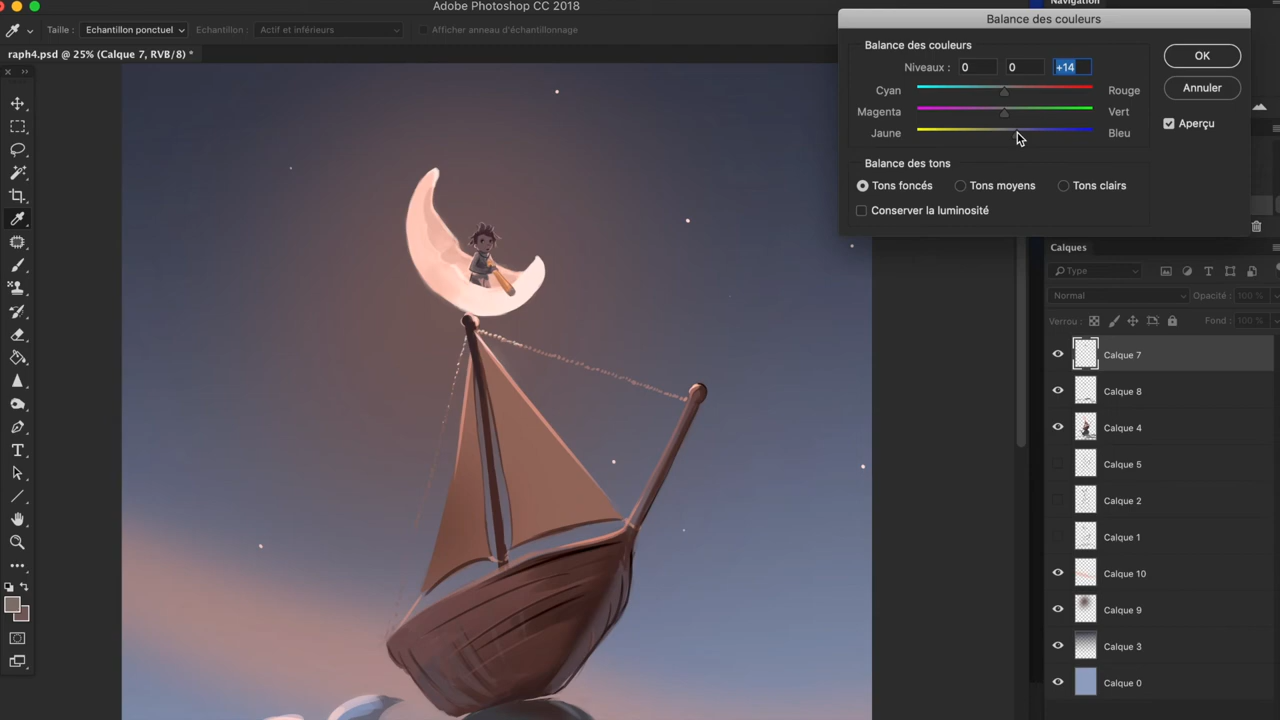 Adobe Photoshop CC 2018
Navigation
Taille : Echantillon ponctuel Echantillon : Actif et inférieurs Afficher anneau d'échantillonnage
raph4.psd @ 25% (Calque 7, RVB/8) *
Balance des couleurs
Balance des couleurs
Niveaux : 0 0 +14
Cyan Rouge
Magenta Vert
Jaune Bleu
OK
Annuler
Aperçu
Balance des tons
Tons foncés Tons moyens Tons clairs
Conserver la luminosité
Calques
Type
Normal Opacité : 100 %
Verrou : Fond : 100 %
Calque 7
Calque 8
Calque 4
Calque 5
Calque 2
Calque 1
Calque 10
Calque 9
Calque 3
Calque 0